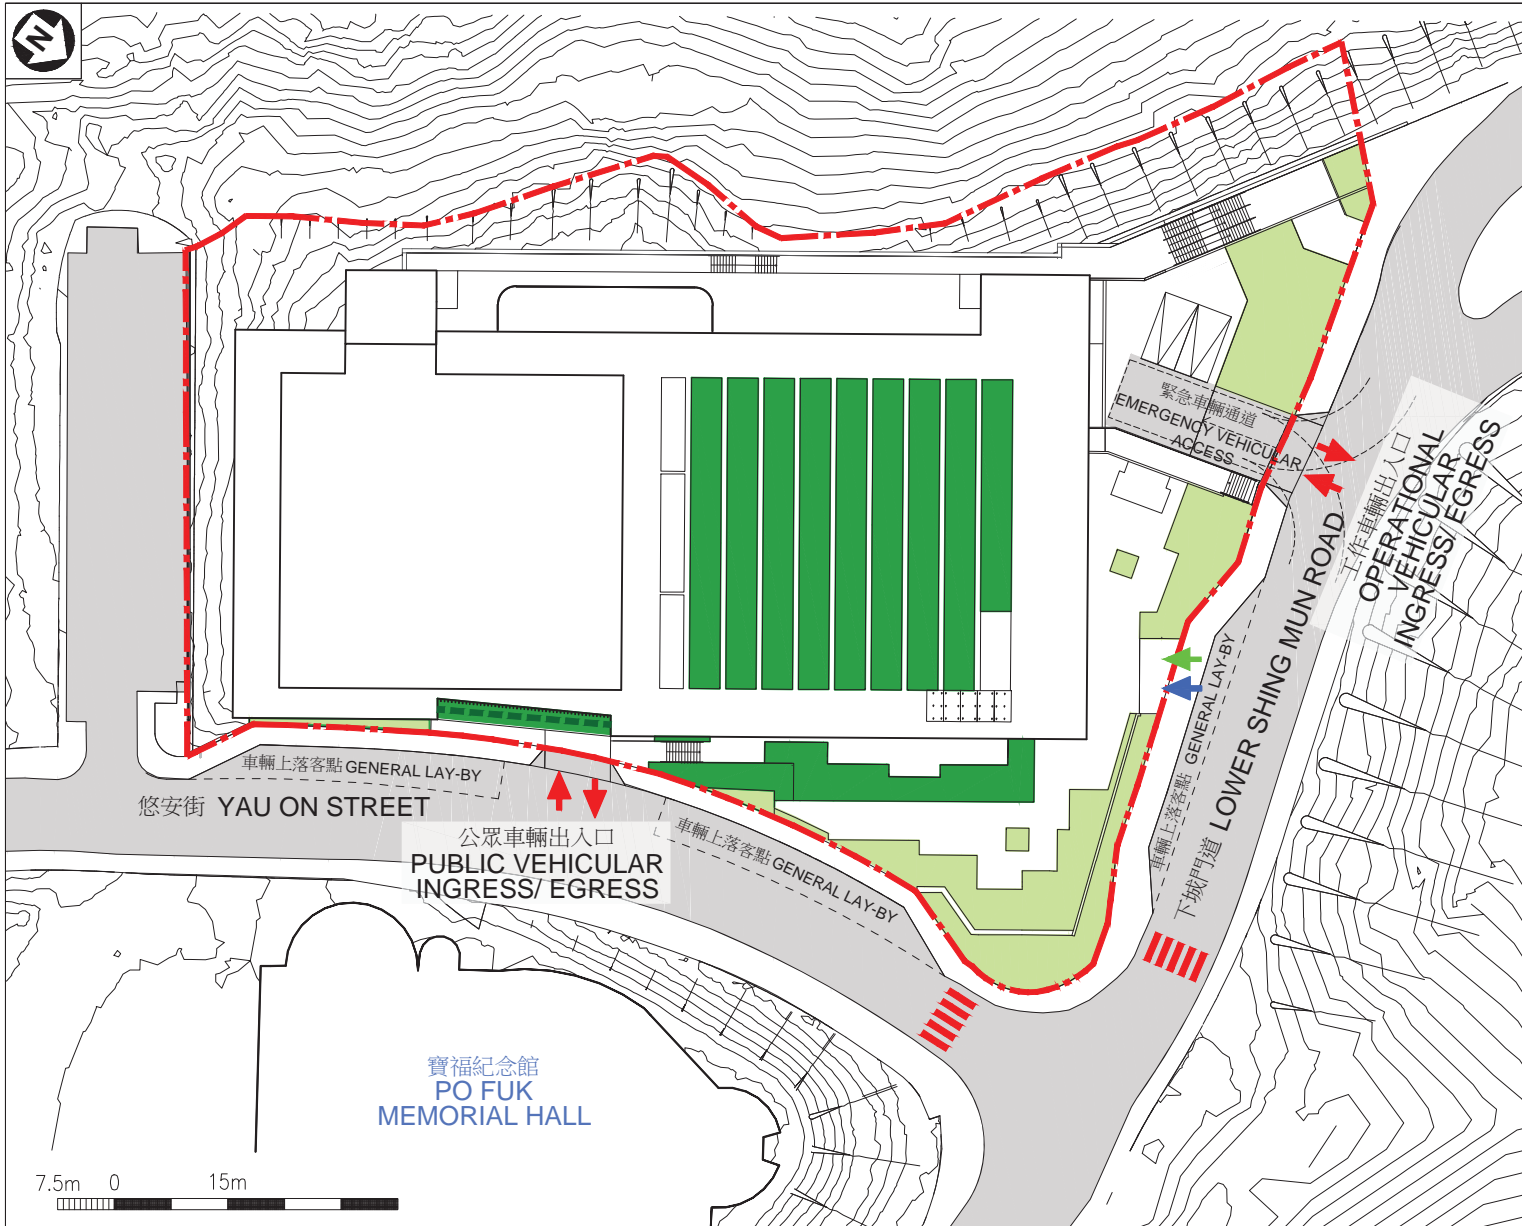 N
緊急車輛通道
EMERGENCY VEHICULAR
ACCESS
工作車輛出入口
OPERATIONAL
VEHICULAR
INGRESS/ EGRESS
車輛上落客點 GENERAL LAY-BY
下城門道 LOWER SHING MUN ROAD
車輛上落客點 GENERAL LAY-BY
悠安街 YAU ON STREET
公眾車輛出入口
PUBLIC VEHICULAR
INGRESS/ EGRESS
車輛上落客點 GENERAL LAY-BY
寶福紀念館
PO FUK
MEMORIAL HALL
7.5m 0 15m